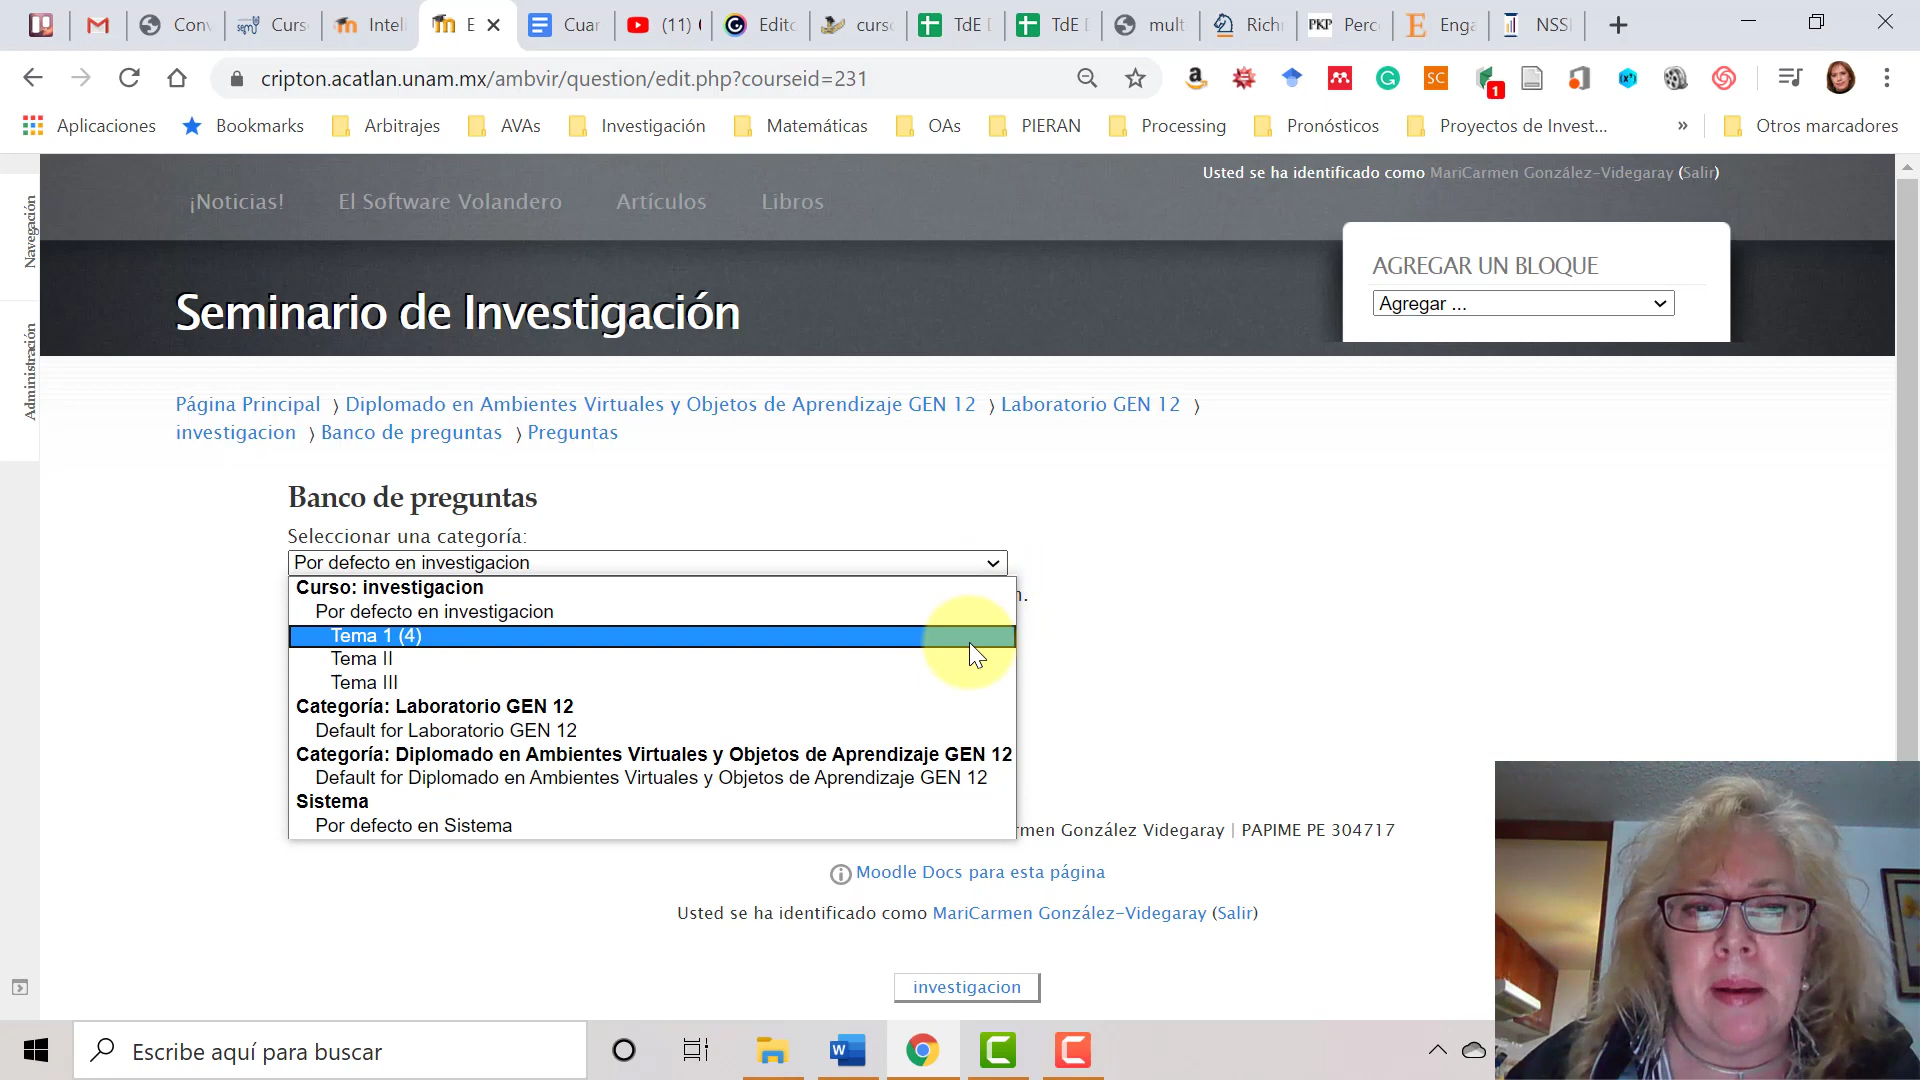 Conv
Curs
Inteli
E
Cuar
(11)
Edito
curs
TdE
TdE
mult
Richr
PKP
Perc
Enga
NSSI
cripton.acatlan.unam.mx/ambvir/question/edit.php?courseid=231
SC
1
Aplicaciones
Bookmarks
Arbitrajes
AVAs
Investigación
Matemáticas
OAs
PIERAN
Processing
Pronósticos
Proyectos de Invest...
»
Otros marcadores
Usted se ha identificado como MariCarmen González-Videgaray (Salir)
¡Noticias!
El Software Volandero
Artículos
Libros
Navegación
Administración
AGREGAR UN BLOQUE
Agregar ...
Seminario de Investigación
Página Principal 〉 Diplomado en Ambientes Virtuales y Objetos de Aprendizaje GEN 12 〉 Laboratorio GEN 12 〉
investigacion 〉 Banco de preguntas 〉 Preguntas
Banco de preguntas
Seleccionar una categoría:
Por defecto en investigacion
Curso: investigacion
Por defecto en investigacion
Tema 1 (4)
Tema II
Tema III
Categoría: Laboratorio GEN 12
Default for Laboratorio GEN 12
Categoría: Diplomado en Ambientes Virtuales y Objetos de Aprendizaje GEN 12
Default for Diplomado en Ambientes Virtuales y Objetos de Aprendizaje GEN 12
Sistema
Por defecto en Sistema
rmen González Videgaray | PAPIME PE 304717
Moodle Docs para esta página
Usted se ha identificado como MariCarmen González-Videgaray (Salir)
investigacion
Escribe aquí para buscar